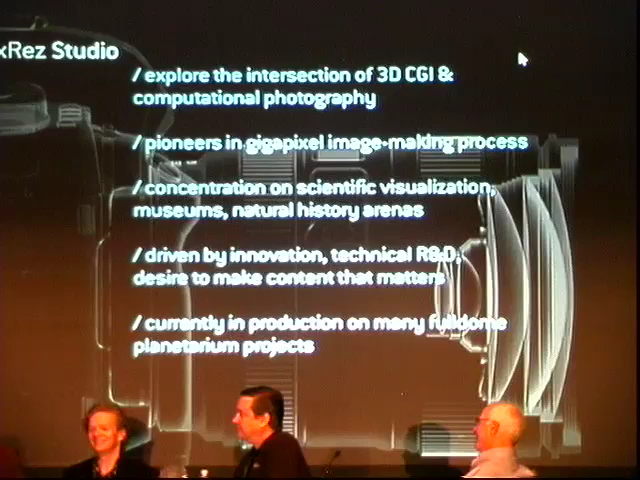 xRez Studio
/ explore the intersection of 3D CGI &
computational photography
/ pioneers in gigapixel image-making process
/ concentration on scientific visualization,
museums, natural history arenas
/ driven by innovation, technical R&D,
desire to make content that matters
/ currently in production on many fulldome
planetarium projects